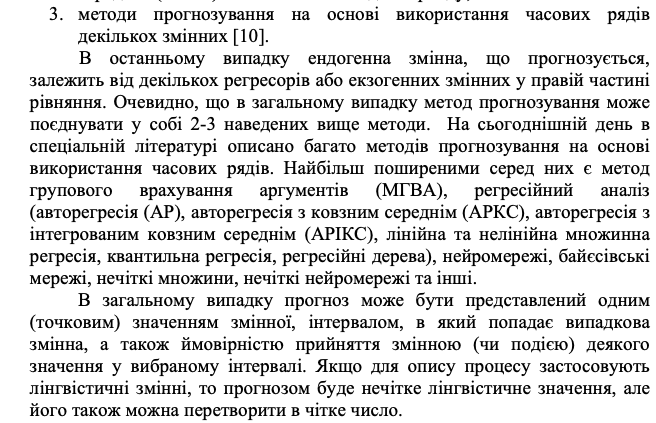 3. методи прогнозування на основі використання часових рядів
декількох змінних [10].
В останньому випадку ендогенна змінна, що прогнозується,
залежить від декількох регресорів або екзогенних змінних у правій частині
рівняння. Очевидно, що в загальному випадку метод прогнозування може
поєднувати у собі 2-3 наведених вище методи. На сьогоднішній день в
спеціальній літературі описано багато методів прогнозування на основі
використання часових рядів. Найбільш поширеними серед них є метод
групового врахування аргументів (МГВА), регресійний аналіз
(авторегресія (АР), авторегресія з ковзним середнім (АРКС), авторегресія з
інтегрованим ковзним середнім (АРІКС), лінійна та нелінійна множинна
регресія, квантильна регресія, регресійні дерева), нейромережі, байєсівські
мережі, нечіткі множини, нечіткі нейромережі та інші.
В загальному випадку прогноз може бути представлений одним
(точковим) значенням змінної, інтервалом, в який попадає випадкова
змінна, а також ймовірністю прийняття змінною (чи подією) деякого
значення у вибраному інтервалі. Якщо для опису процесу застосовують
лінгвістичні змінні, то прогнозом буде нечітке лінгвістичне значення, але
його також можна перетворити в чітке число.